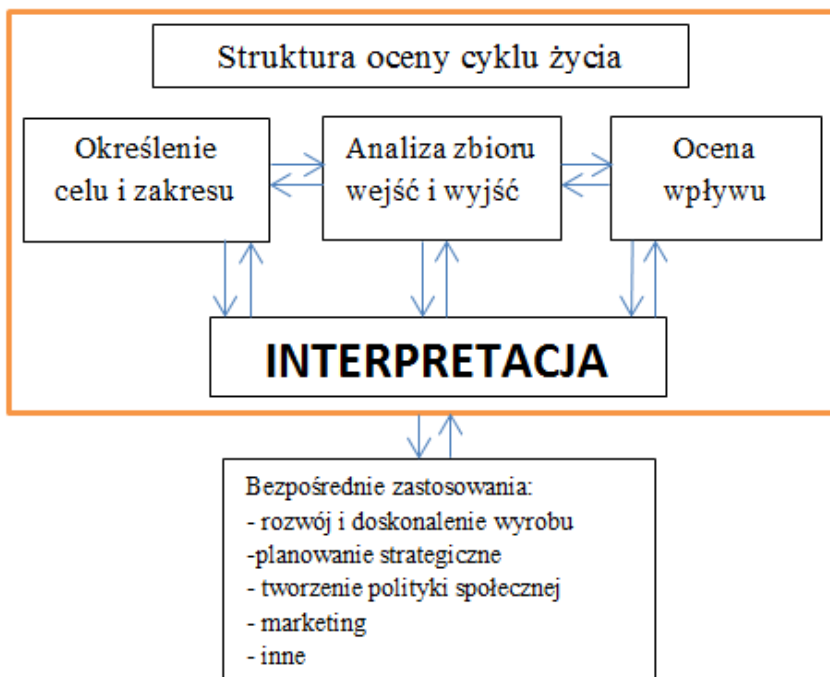 Struktura oceny cyklu życia
Określenie
celu i zakresu
Analiza zbioru
wejść i wyjść
Ocena
wpływu
INTERPRETACJA
Bezpośrednie zastosowania:
- rozwój i doskonalenie wyrobu
-planowanie strategiczne
- tworzenie polityki społecznej
- marketing
- inne